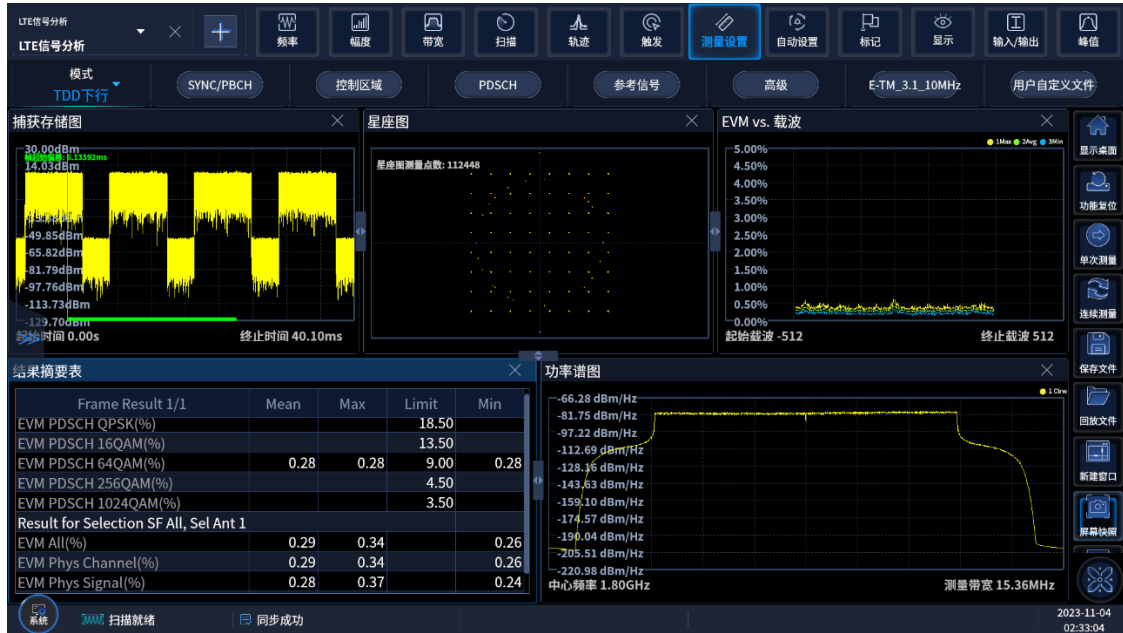 LTE信号分析
LTE信号分析
频率
幅度
带宽
扫描
轨迹
触发
测量设置
自动设置
标记
显示
输入/输出
峰值
模式
TDD下行
SYNC/PBCH
控制区域
PDSCH
参考信号
高级
E-TM_3.1_10MHz
用户自定义文件
捕获存储图
30.00dBm
帧起始偏移: 6.13392ms
14.03dBm
-49.85dBm
-65.82dBm
-81.79dBm
-97.76dBm
-113.73dBm
-129.70dBm
起始时间 0.00s
终止时间 40.10ms
星座图
星座图测量点数: 112448
EVM vs. 载波
1Max 2Avg 3Min
5.00%
4.50%
4.00%
3.50%
3.00%
2.50%
2.00%
1.50%
1.00%
0.50%
0.00%
起始载波 -512
终止载波 512
显示桌面
功能复位
单次测量
连续测量
保存文件
回放文件
新建窗口
屏幕快照
结果摘要表
Frame Result 1/1 Mean Max Limit Min
EVM PDSCH QPSK(%) 18.50
EVM PDSCH 16QAM(%) 13.50
EVM PDSCH 64QAM(%) 0.28 0.28 9.00 0.28
EVM PDSCH 256QAM(%) 4.50
EVM PDSCH 1024QAM(%) 3.50
Result for Selection SF All, Sel Ant 1
EVM All(%) 0.29 0.34 0.26
EVM Phys Channel(%) 0.29 0.34 0.26
EVM Phys Signal(%) 0.28 0.37 0.24
功率谱图
1 Clrw
-66.28 dBm/Hz
-81.75 dBm/Hz
-97.22 dBm/Hz
-112.69 dBm/Hz
-128.16 dBm/Hz
-143.63 dBm/Hz
-159.10 dBm/Hz
-174.57 dBm/Hz
-190.04 dBm/Hz
-205.51 dBm/Hz
-220.98 dBm/Hz
中心频率 1.80GHz
测量带宽 15.36MHz
系统
扫描就绪
同步成功
2023-11-04
02:33:04